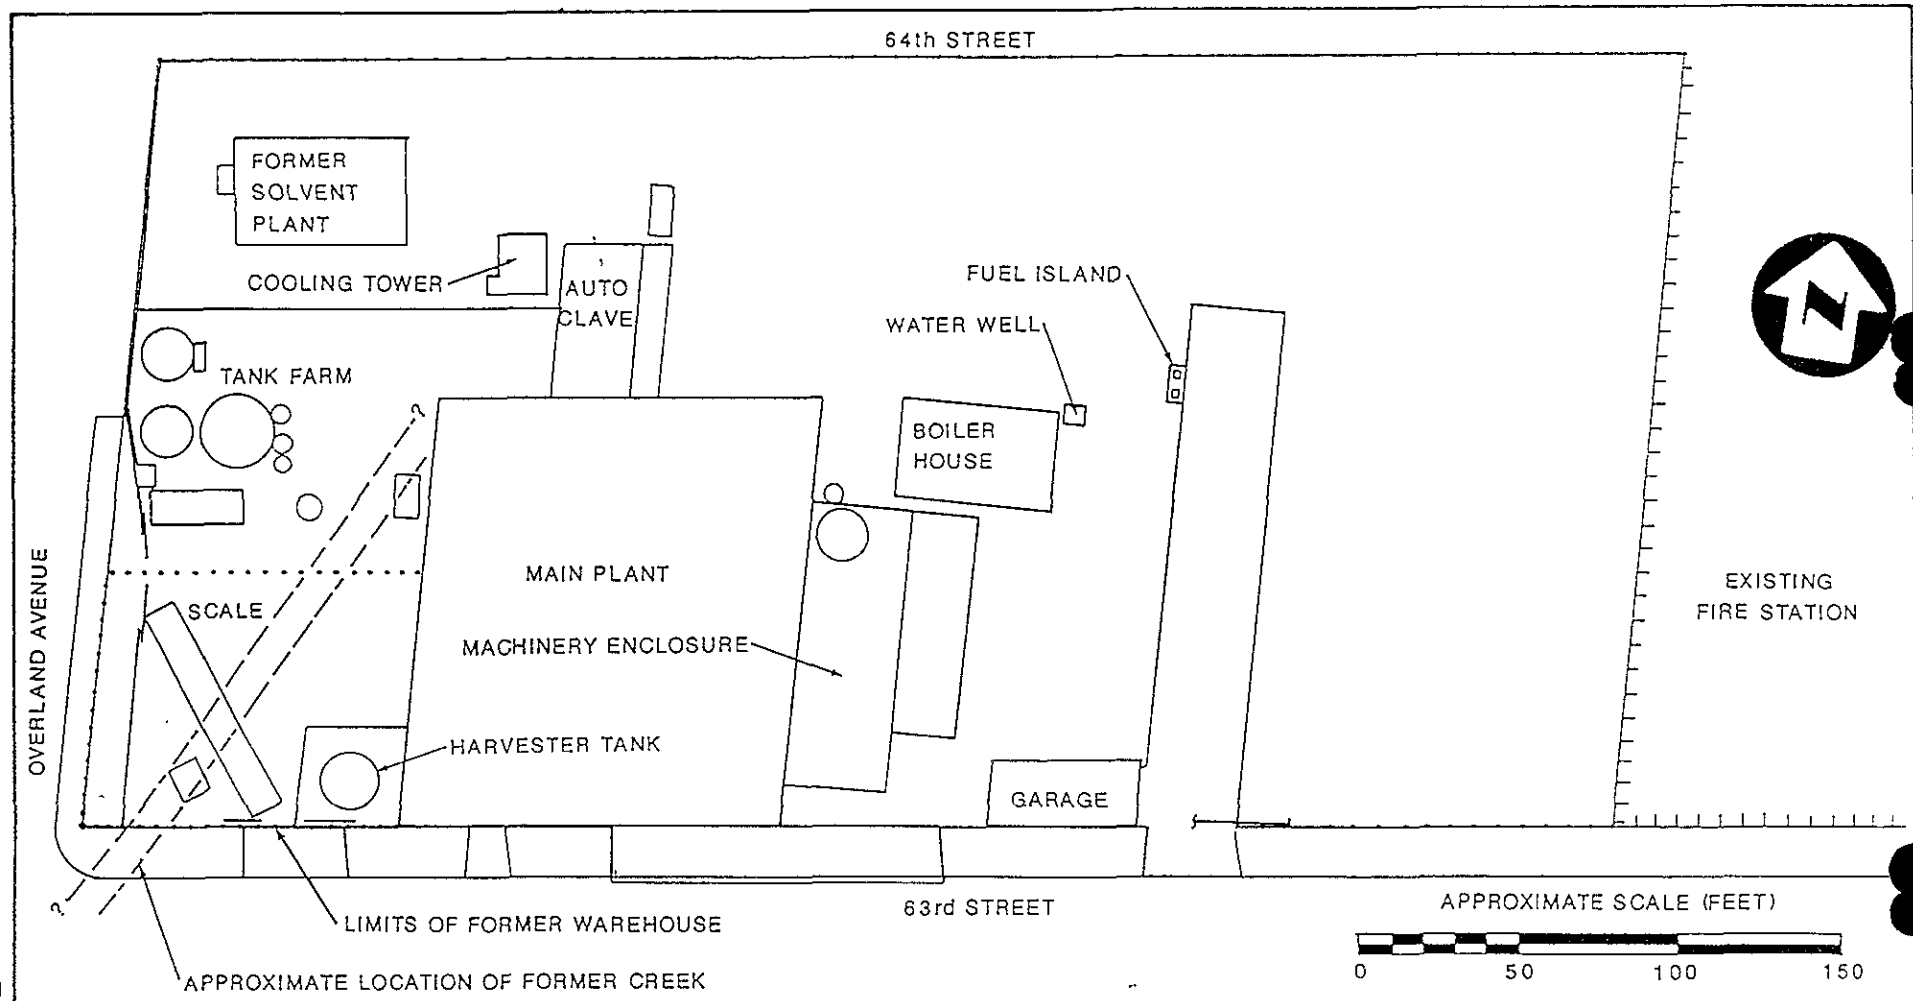 64th STREET
FORMER
SOLVENT
PLANT
COOLING TOWER
AUTO
CLAVE
FUEL ISLAND
WATER WELL
N
TANK FARM
?
BOILER
HOUSE
OVERLAND AVENUE
MAIN PLANT
EXISTING
FIRE STATION
SCALE
MACHINERY ENCLOSURE
HARVESTER TANK
GARAGE
?
63rd STREET
APPROXIMATE SCALE (FEET)
LIMITS OF FORMER WAREHOUSE
0 50 100 150
APPROXIMATE LOCATION OF FORMER CREEK